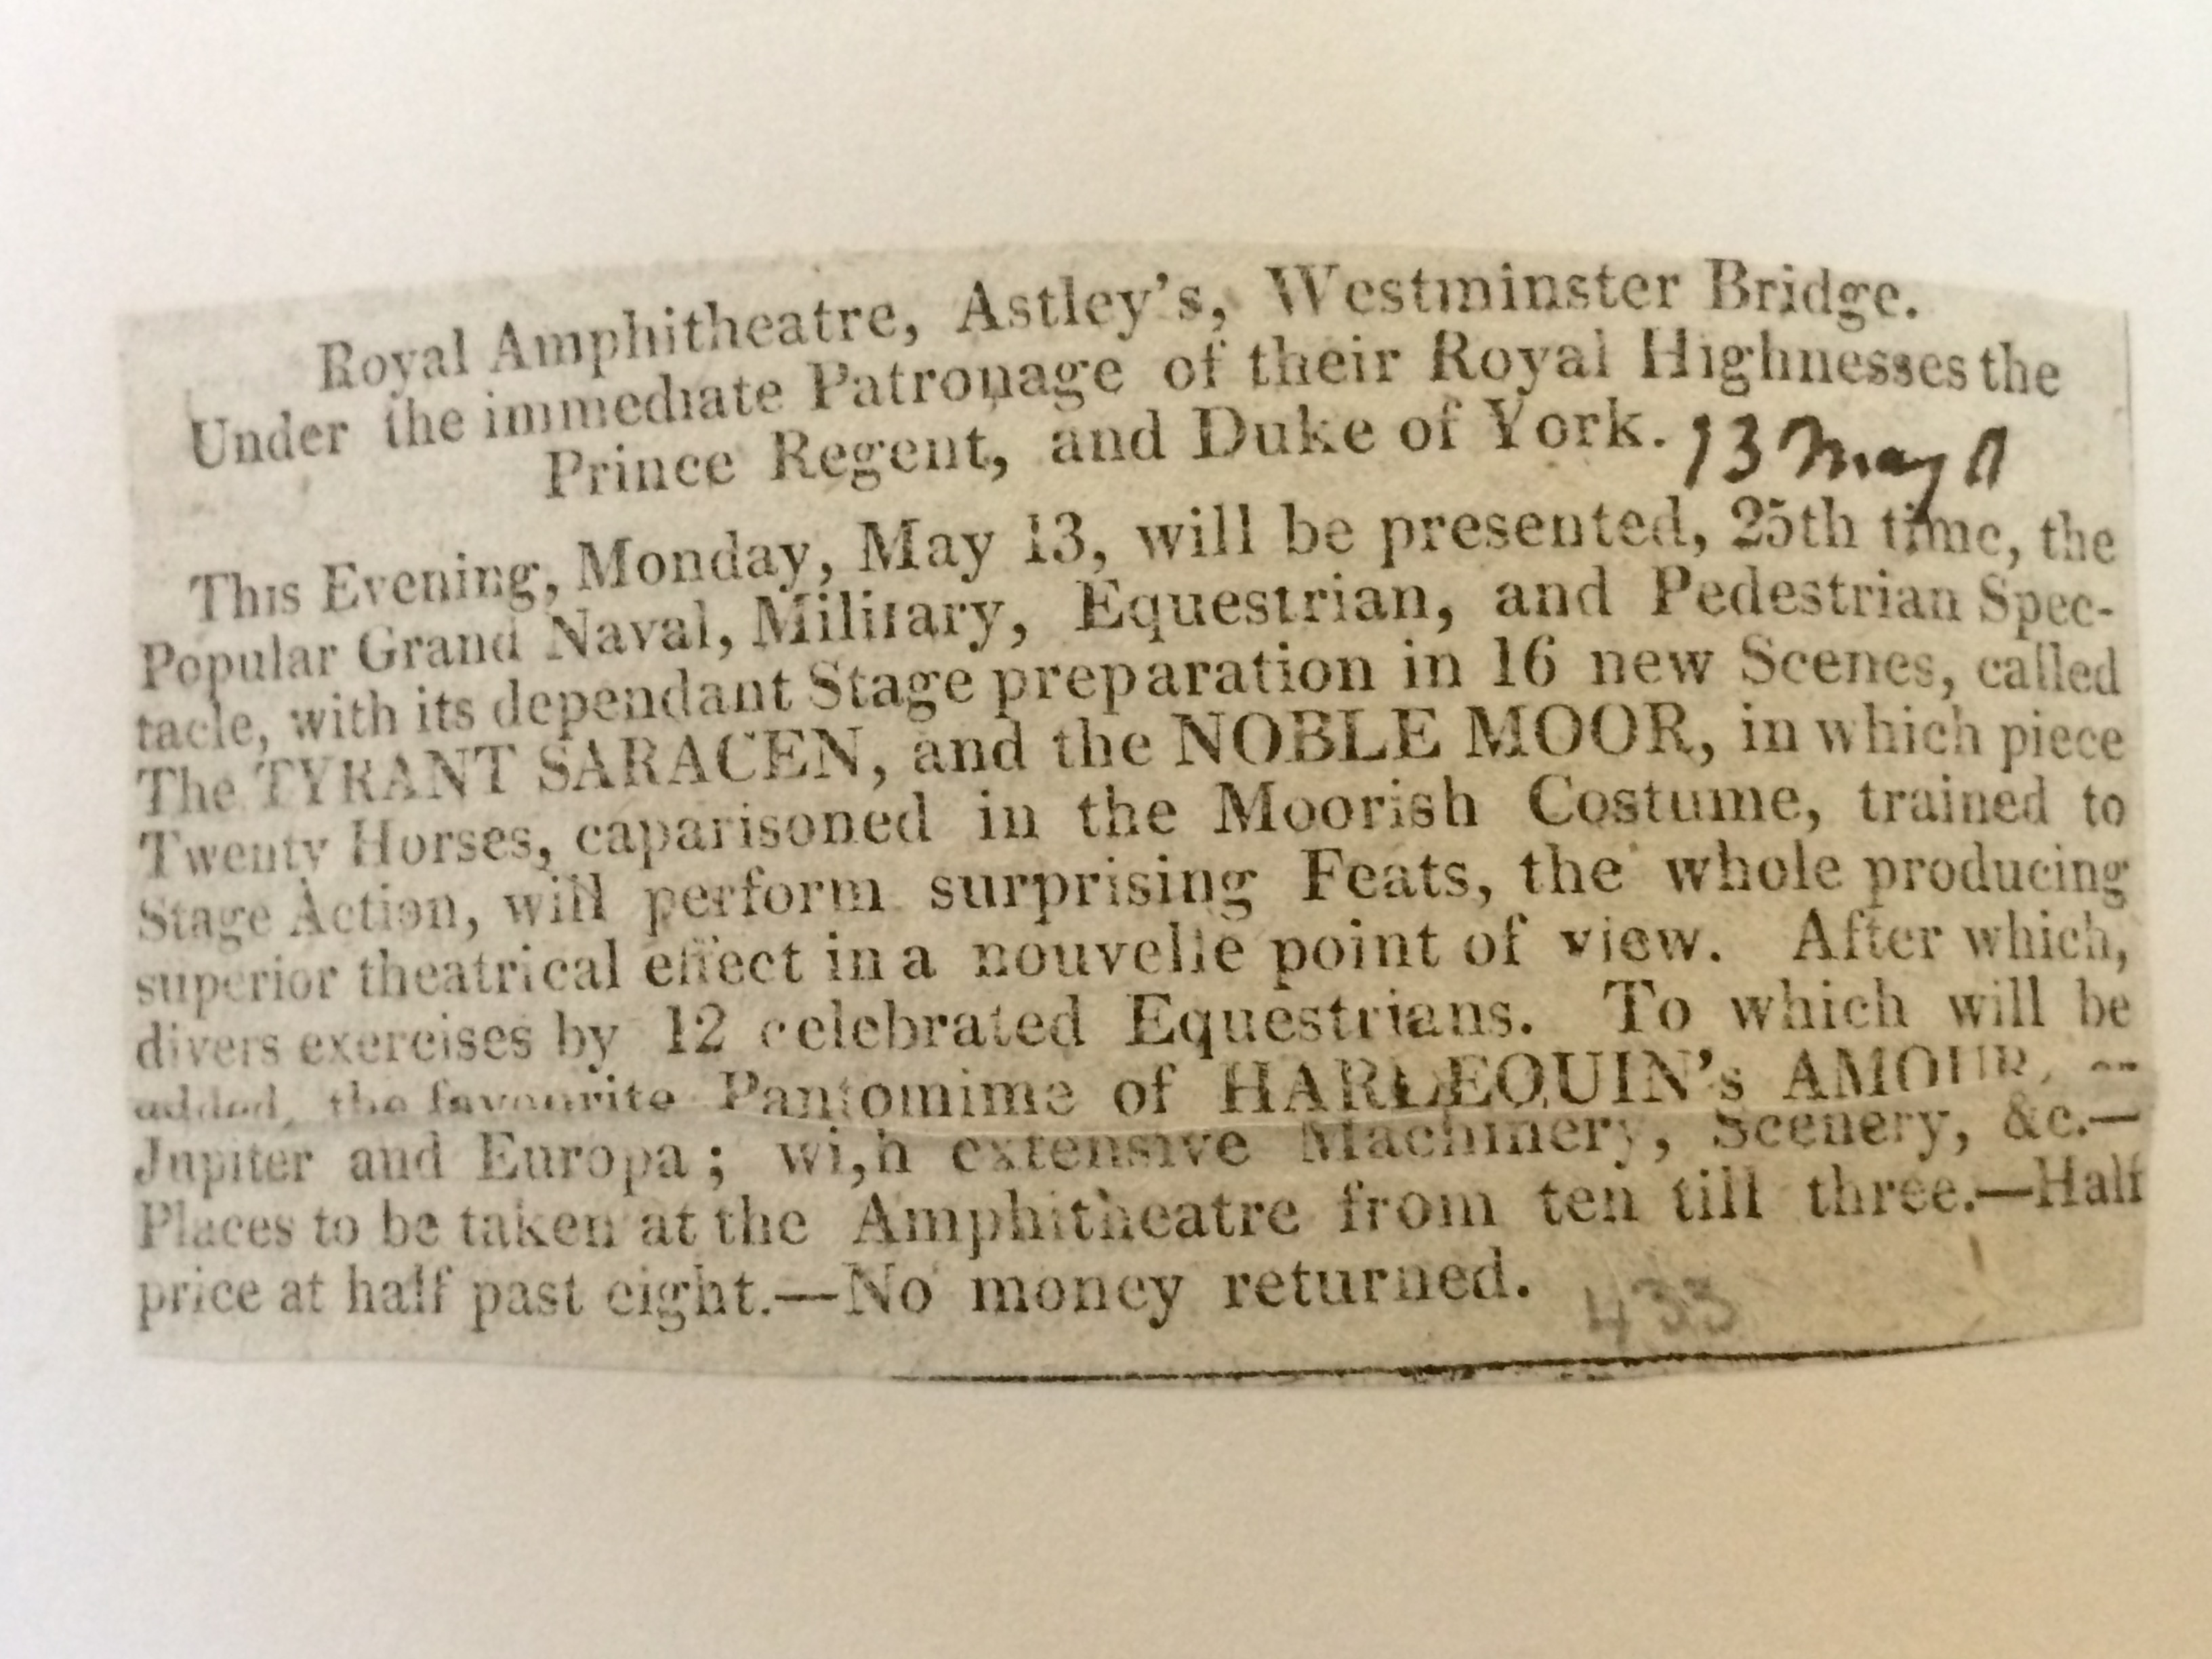 Royal Amphitheatre, Astley's, Westminster Bridge.
Under the immediate Patronage of their Royal Highnesses the
Prince Regent, and Duke of York.
13 May 11
This Evening, Monday, May 13, will be presented, 25th time, the
Popular Grand Naval, Military, Equestrian, and Pedestrian Spec-
tacle, with its dependant Stage preparation in 16 new Scenes, called
The TYRANT SARACEN, and the NOBLE MOOR, in which piece
Twenty Horses, caparisoned in the Moorish Costume, trained to
Stage Action, will perform surprising Feats, the whole producing
superior theatrical effect in a nouvelle point of view. After which,
divers exercises by 12 celebrated Equestrians. To which will be
added, the favourite Pantomime of HARLEQUIN's AMOUR,
Jupiter and Europa; wi,h extensive Machinery, Scenery, &c.—
Places to be taken at the Amphitheatre from ten till three.—Half
price at half past eight.—No money returned.
433